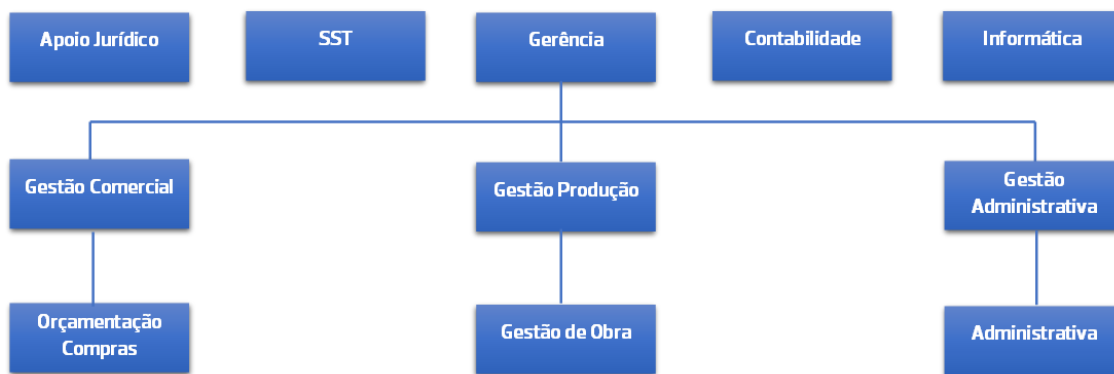 Apoio Jurídico
SST
Gerência
Contabilidade
Informática
Gestão Comercial
Gestão Produção
Gestão
Administrativa
Orçamentação
Compras
Gestão de Obra
Administrativa